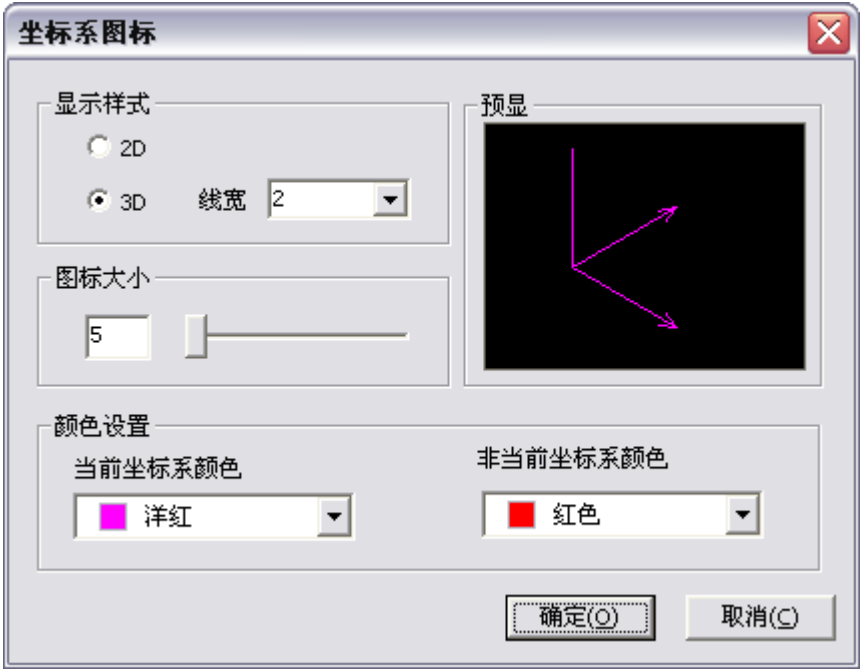 坐标系图标
显示样式
2D
3D 线宽 2
预显
图标大小
5
颜色设置
当前坐标系颜色
洋红
非当前坐标系颜色
红色
确定(O) 取消(C)